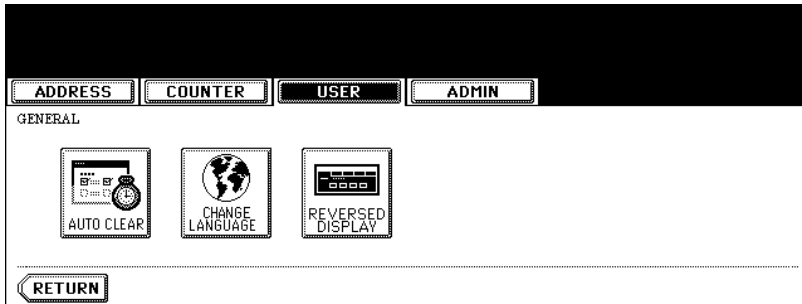 ADDRESS COUNTER USER ADMIN
GENERAL
AUTO CLEAR
CHANGE
LANGUAGE
REVERSED
DISPLAY
RETURN